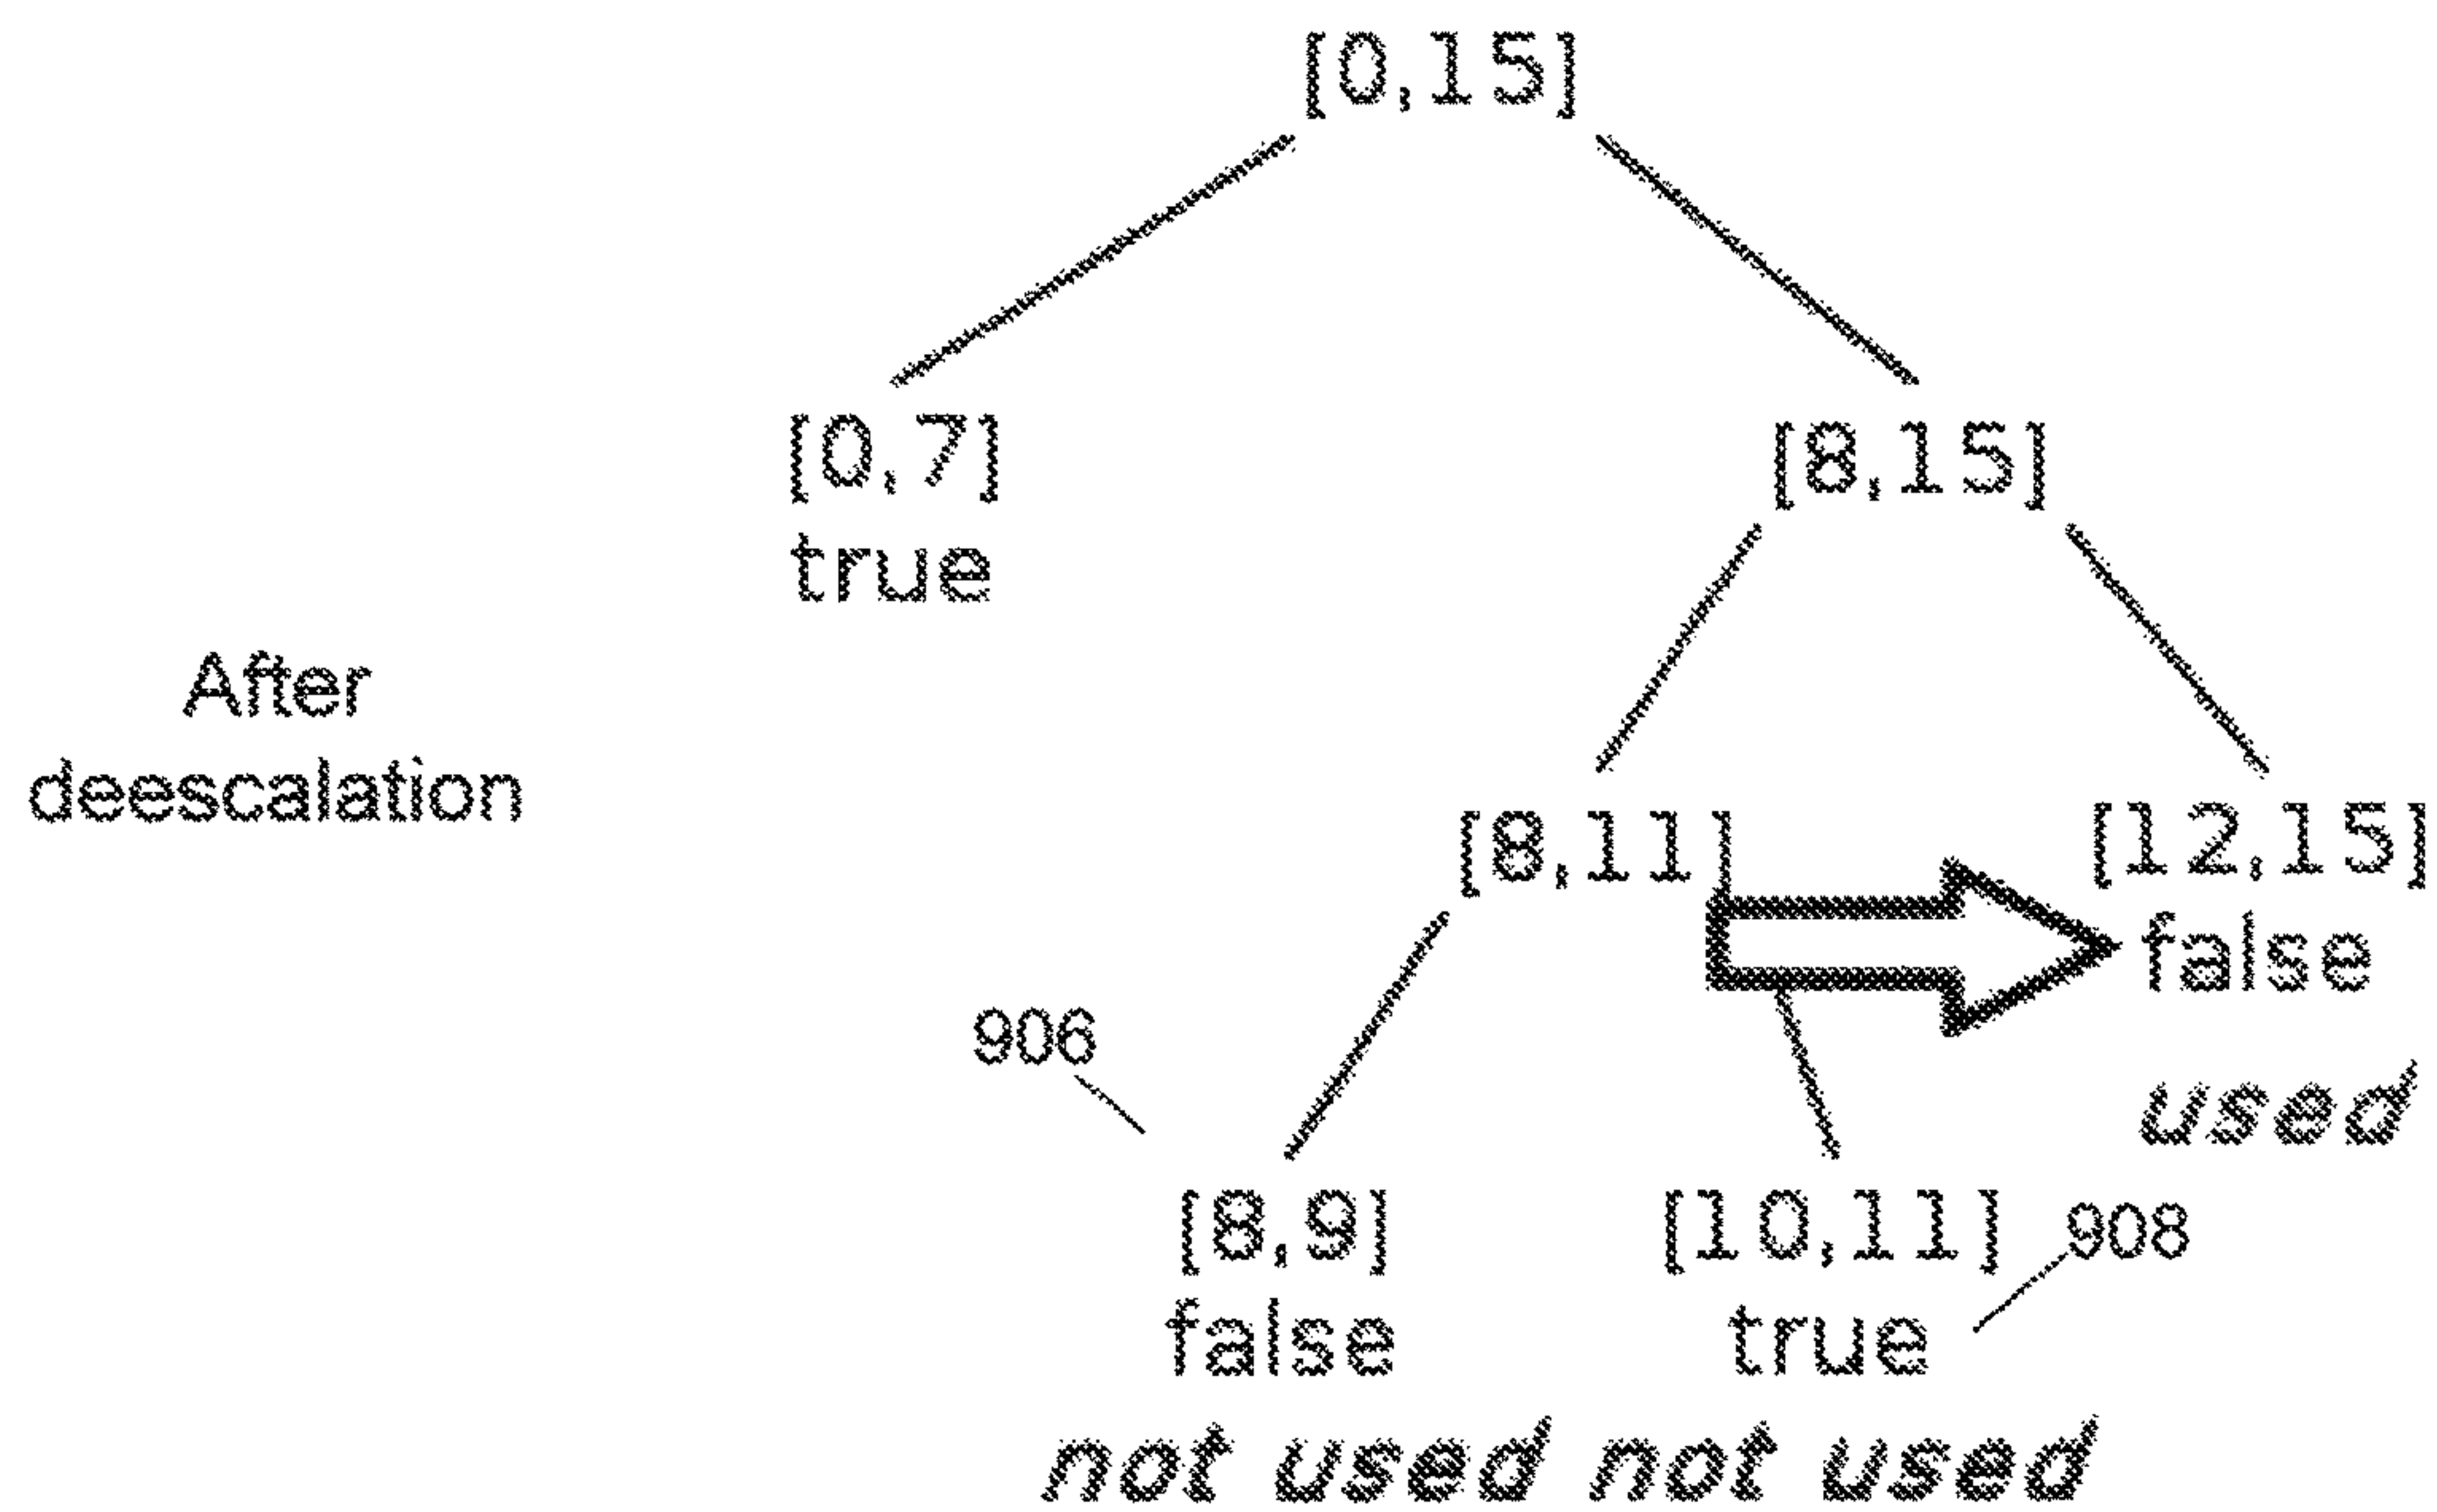 [0,15]
[0,7]
true
[8,15]
After
deescalation
[8,11]
[12,15]
false
used
906
[8,9]
false
not used
[10,11]
true
not used
908